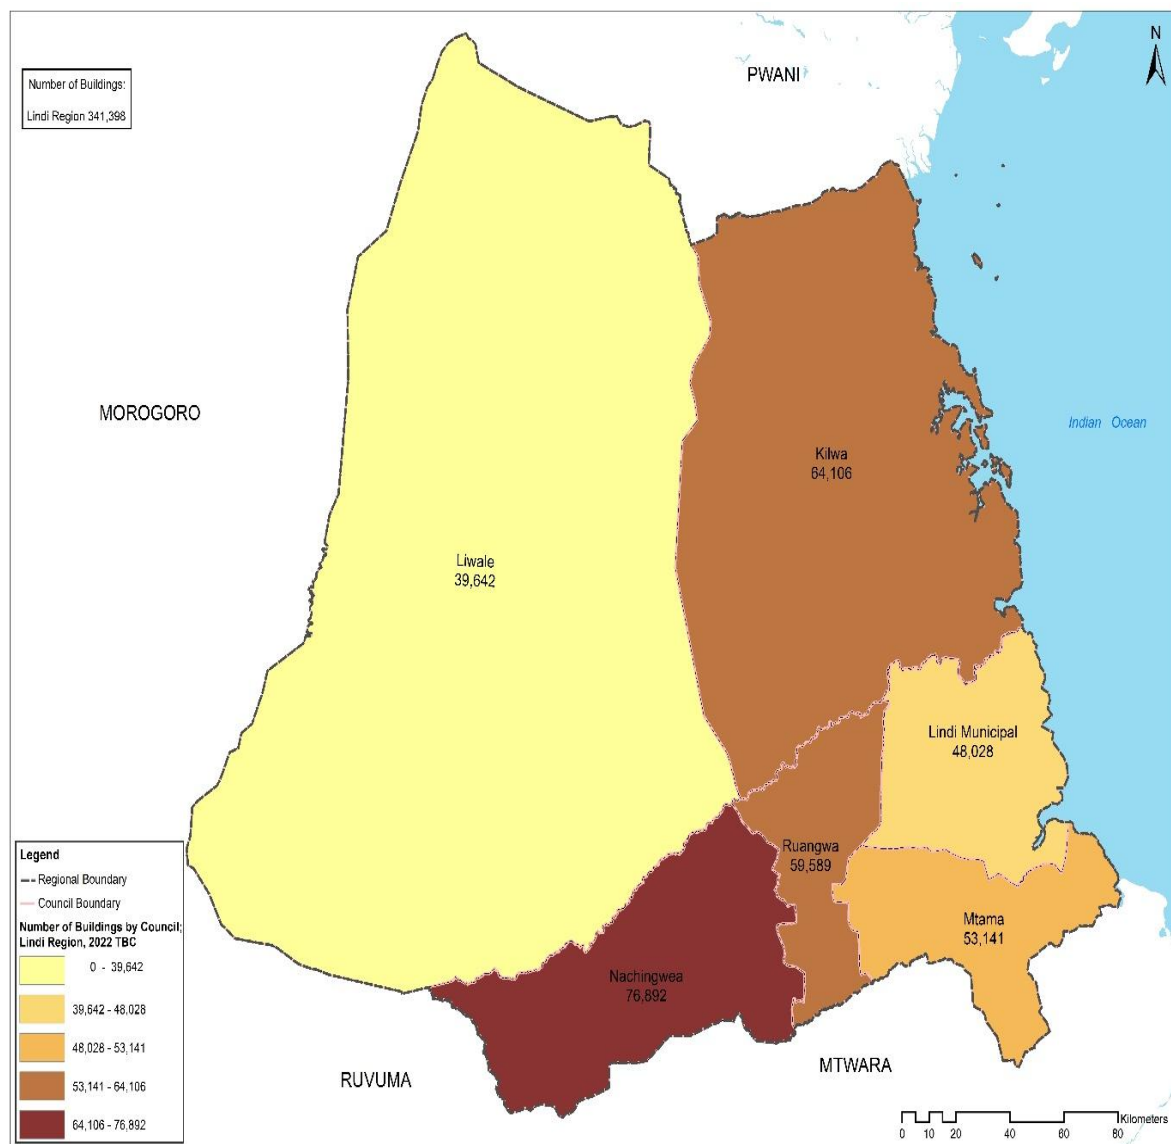 Number of Buildings:
Lindi Region 341,398
PWANI
N
MOROGORO
Indian Ocean
Kilwa
64,106
Liwale
39,642
Lindi Municipal
48,028
Ruangwa
59,589
Mtama
53,141
Nachingwea
76,892
RUVUMA
MTWARA
Legend
Regional Boundary
Council Boundary
Number of Buildings by Council;
Lindi Region, 2022 TBC
0 - 39,642
39,642 - 48,028
48,028 - 53,141
53,141 - 64,106
64,106 - 76,892
Kilometers
0 10 20 40 60 80